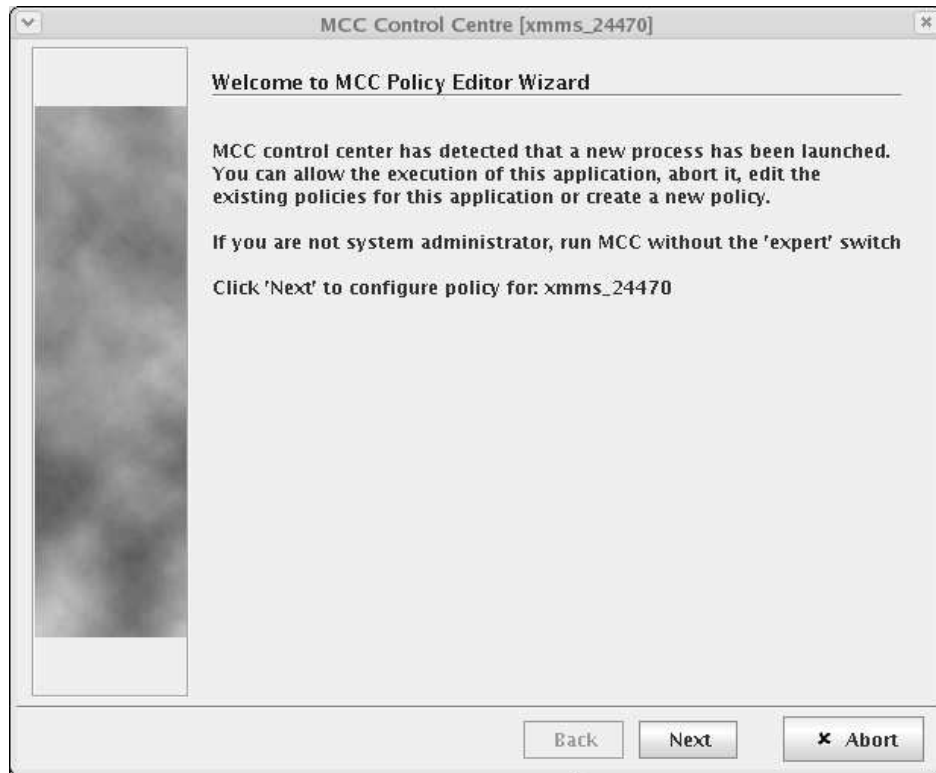 MCC Control Centre [xmms_24470]
Welcome to MCC Policy Editor Wizard
MCC control center has detected that a new process has been launched.
You can allow the execution of this application, abort it, edit the
existing policies for this application or create a new policy.
If you are not system administrator, run MCC without the 'expert' switch
Click 'Next' to configure policy for: xmms_24470
Back
Next
Abort